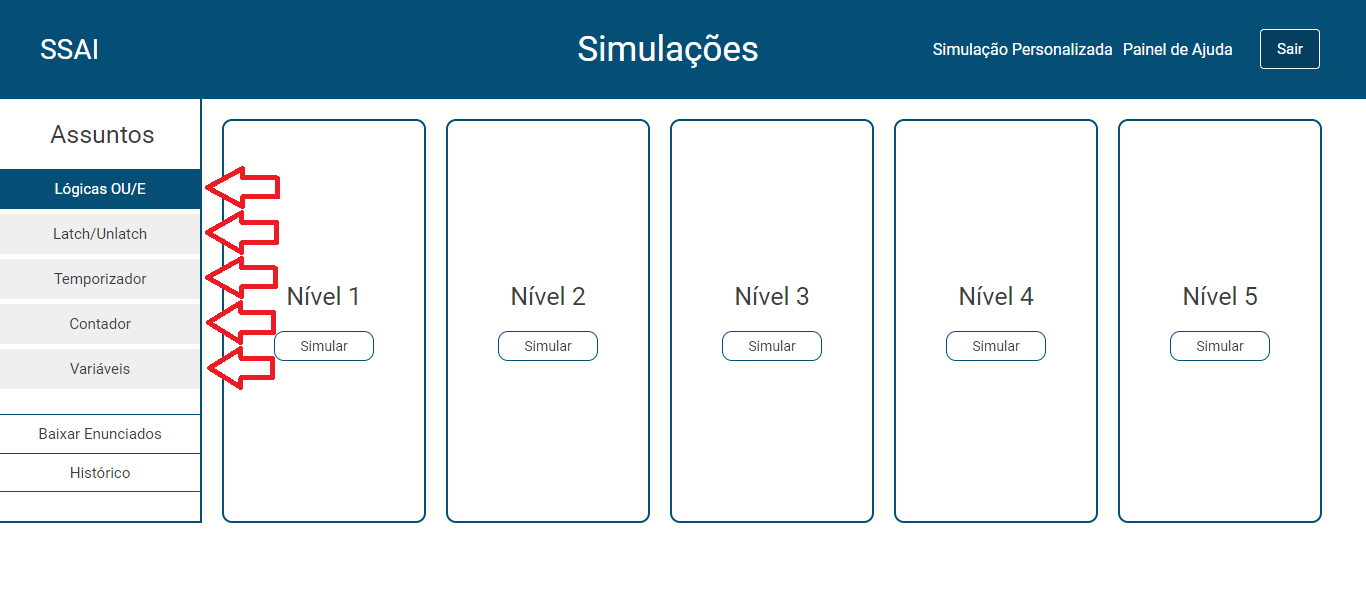 SSAI
Simulações
Simulação Personalizada Painel de Ajuda Sair
Assuntos
Lógicas OU/E
Latch/Unlatch
Temporizador
Contador
Variáveis
Baixar Enunciados
Histórico
Nível 1
Simular
Nível 2
Simular
Nível 3
Simular
Nível 4
Simular
Nível 5
Simular